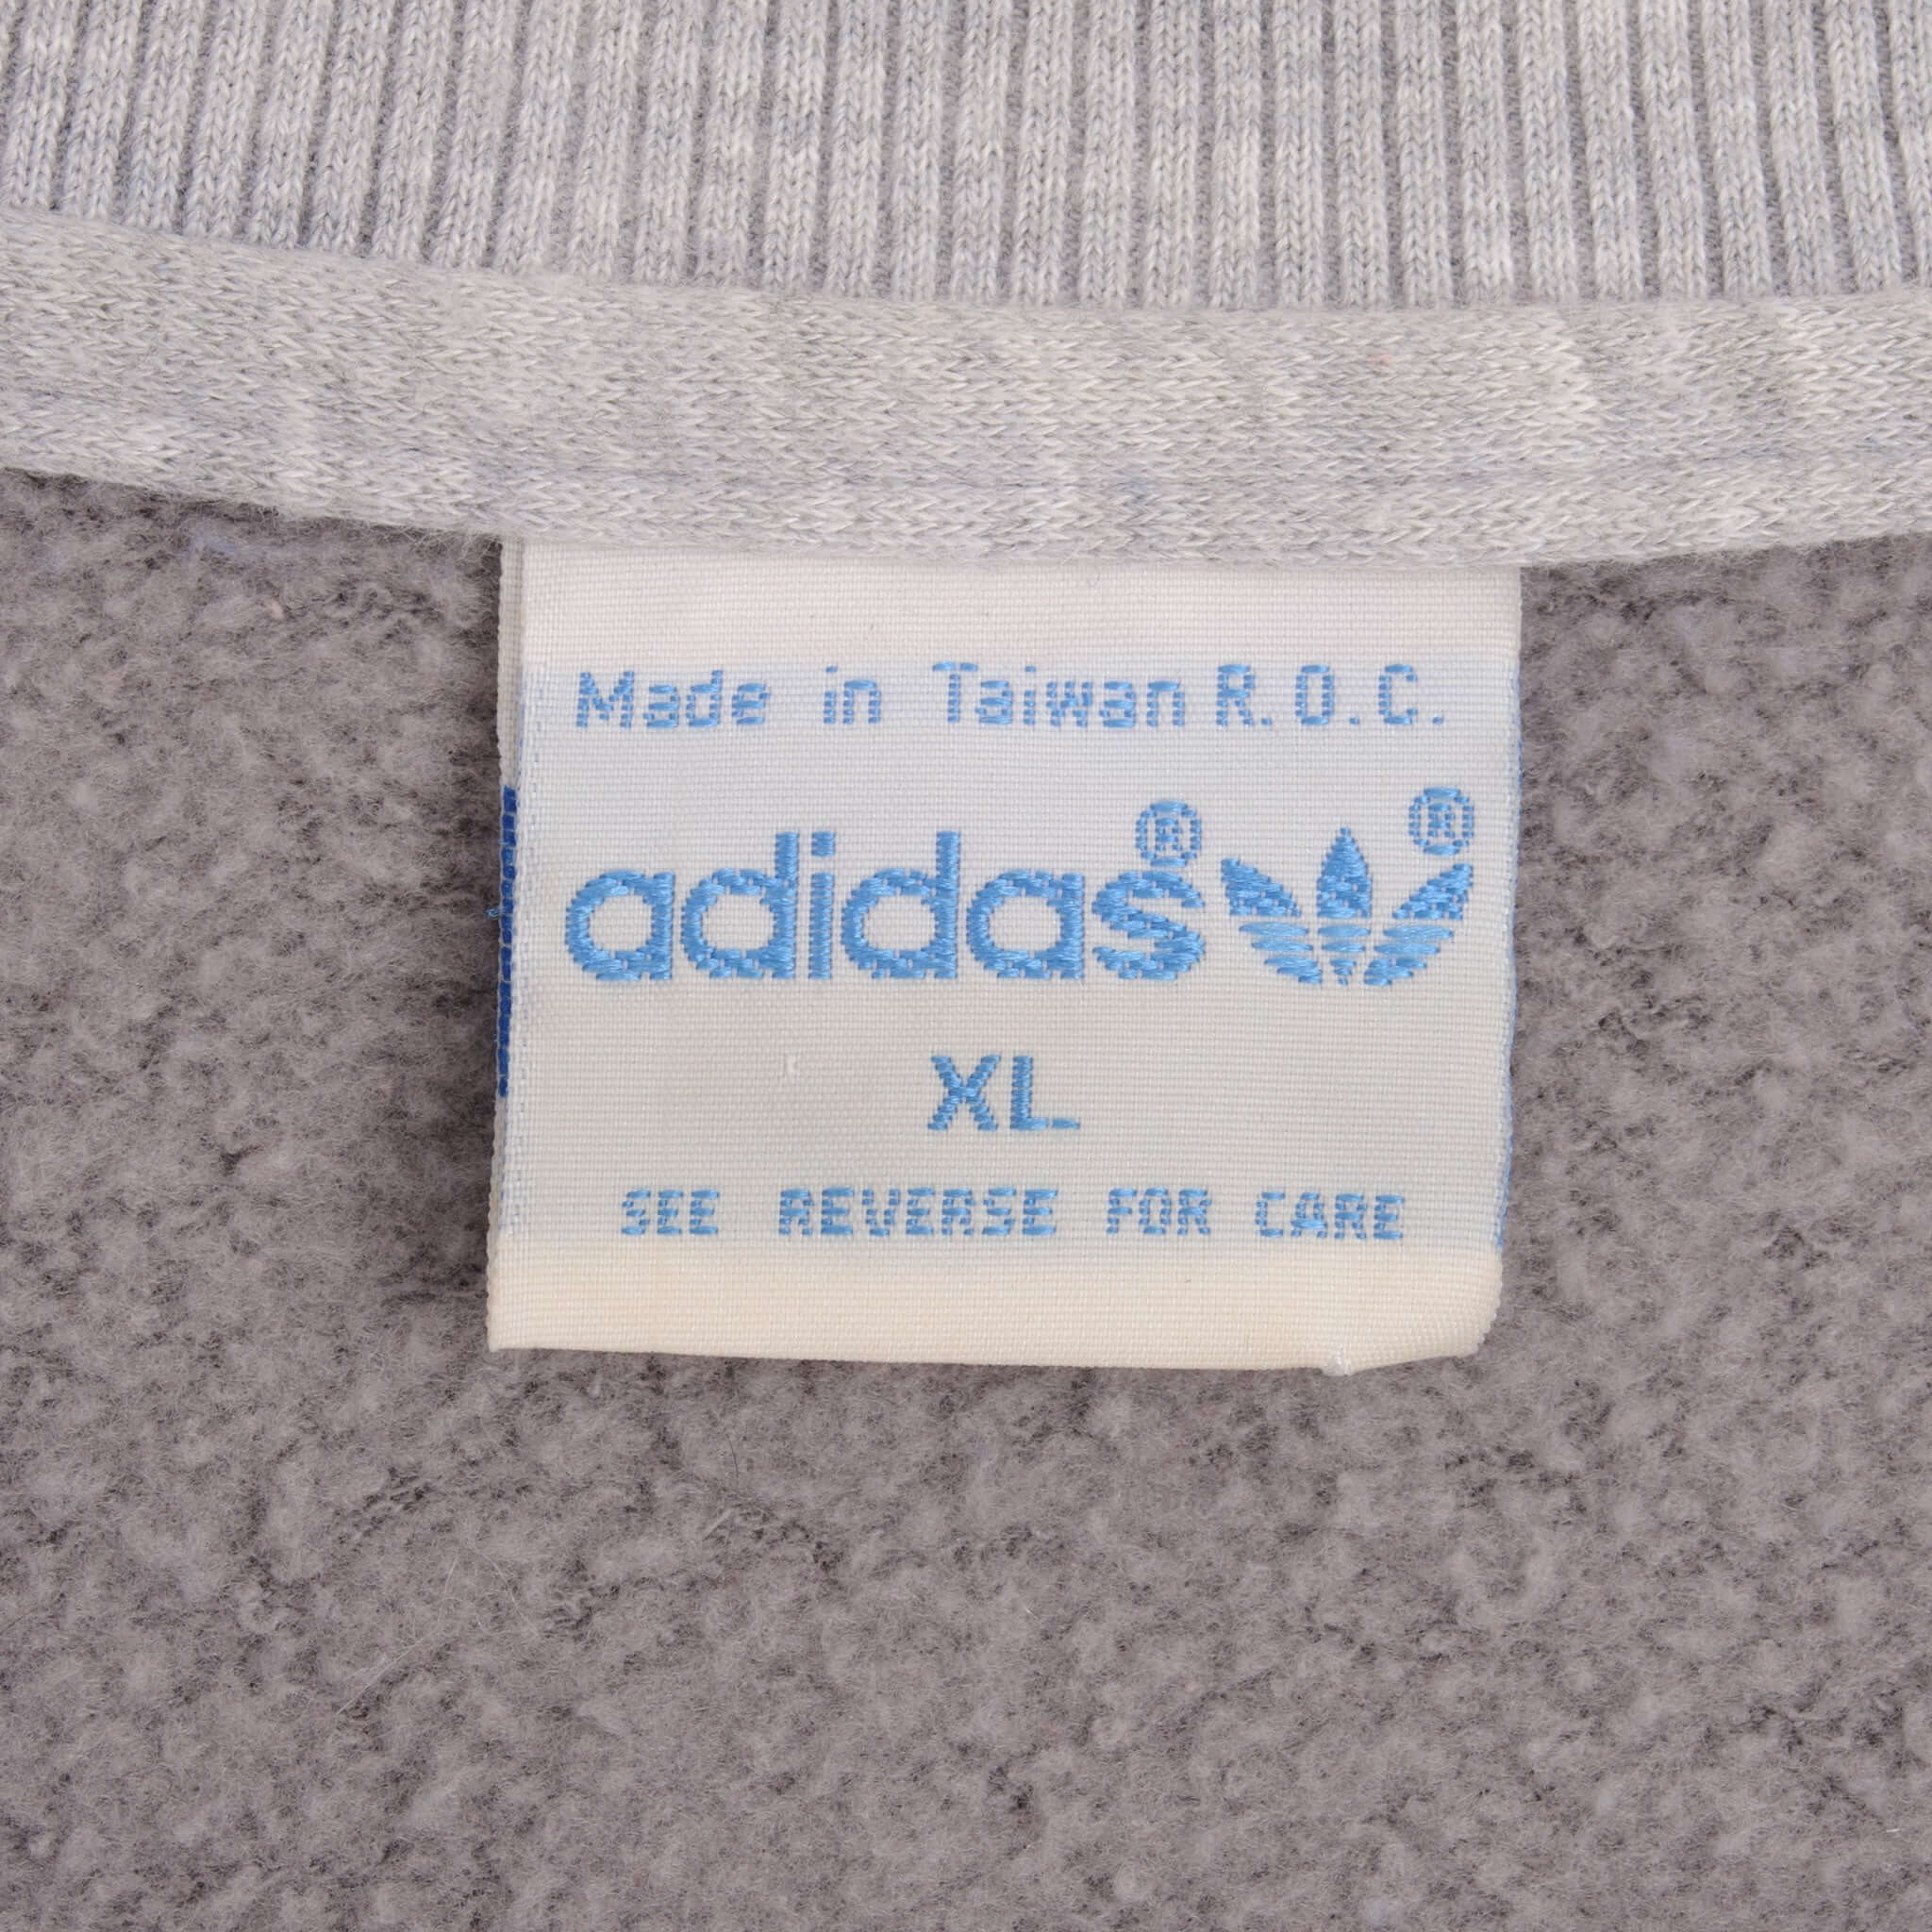 Made in Taiwan R.O.C.
adidas® ®
XL
SEE REVERSE FOR CARE